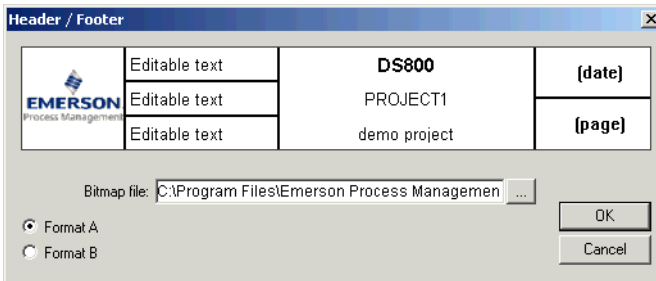 Header / Footer
Editable text
DS800
(date)
EMERSON
Process Management
Editable text
PROJECT1
Editable text
demo project
(page)
Bitmap file: C:\Program Files\Emerson Process Managemen ...
Format A
OK
Format B
Cancel